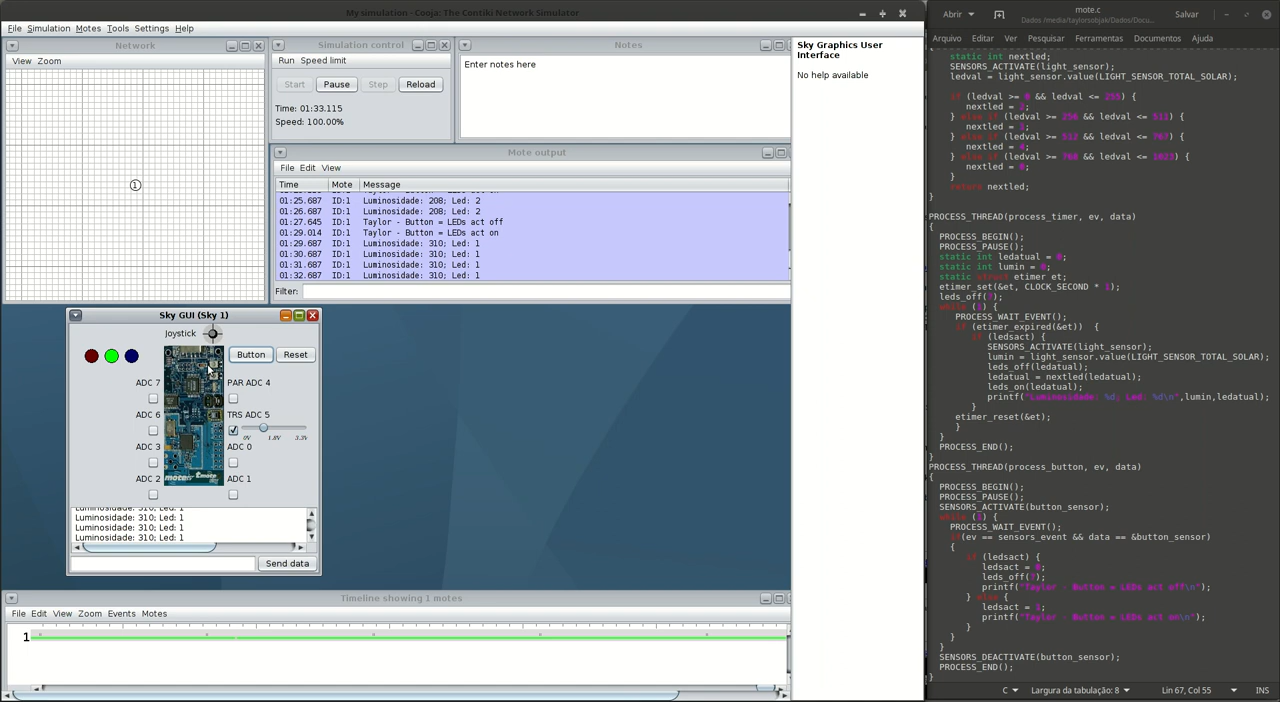 My simulation - Cooja: The Contiki Network Simulator
File Simulation Motes Tools Settings Help
Network
View Zoom
1
Simulation control
Run Speed limit
Start Pause Step Reload
Time: 01:33.115
Speed: 100.00%
Notes
Enter notes here
Mote output
File Edit View
Time Mote Message
01:25.687 ID:1 Luminosidade: 208; Led: 2
01:26.687 ID:1 Luminosidade: 208; Led: 2
01:27.645 ID:1 Taylor - Button = LEDs act off
01:29.014 ID:1 Taylor - Button = LEDs act on
01:29.687 ID:1 Luminosidade: 310; Led: 1
01:30.687 ID:1 Luminosidade: 310; Led: 1
01:31.687 ID:1 Luminosidade: 310; Led: 1
01:32.687 ID:1 Luminosidade: 310; Led: 1
Filter:
Sky Graphics User
Interface
No help available
Sky GUI (Sky 1)
Joystick
Button Reset
ADC 7 PAR ADC 4
ADC 6 TRS ADC 5
0V 1.8V 3.3V
ADC 3 ADC 0
ADC 2 ADC 1
Luminosidade: 310; Led: 1
Luminosidade: 310; Led: 1
Luminosidade: 310; Led: 1
Luminosidade: 310; Led: 1
Send data
Timeline showing 1 motes
File Edit View Zoom Events Motes
1
Abrir
mote.c
Dados /media/taylorsobjak/Dados/Docu...
Salvar
Arquivo Editar Ver Pesquisar Ferramentas Documentos Ajuda
{
static int nextled;
SENSORS_ACTIVATE(light_sensor);
ledval = light_sensor.value(LIGHT_SENSOR_TOTAL_SOLAR);
if (ledval >= 0 && ledval <= 255) {
nextled = 2;
} else if (ledval >= 256 && ledval <= 511) {
nextled = 1;
} else if (ledval >= 512 && ledval <= 767) {
nextled = 4;
} else if (ledval >= 768 && ledval <= 1023) {
nextled = 0;
}
return nextled;
}
PROCESS_THREAD(process_timer, ev, data)
{
PROCESS_BEGIN();
PROCESS_PAUSE();
static int ledatual = 0;
static int lumin = 0;
static struct etimer et;
etimer_set(&et, CLOCK_SECOND * 1);
leds_off(7);
while (1) {
PROCESS_WAIT_EVENT();
if (etimer_expired(&et)) {
if (ledsact) {
SENSORS_ACTIVATE(light_sensor);
lumin = light_sensor.value(LIGHT_SENSOR_TOTAL_SOLAR);
leds_off(ledatual);
ledatual = nextled(ledatual);
leds_on(ledatual);
printf("Luminosidade: %d; Led: %d\n",lumin,ledatual);
}
etimer_reset(&et);
}
}
PROCESS_END();
}
PROCESS_THREAD(process_button, ev, data)
{
PROCESS_BEGIN();
PROCESS_PAUSE();
SENSORS_ACTIVATE(button_sensor);
while (1) {
PROCESS_WAIT_EVENT();
if(ev == sensors_event && data == &button_sensor)
{
if (ledsact) {
ledsact = 0;
leds_off(7);
printf("Taylor - Button = LEDs act off\n");
} else {
ledsact = 1;
printf("Taylor - Button = LEDs act on\n");
}
}
}
SENSORS_DEACTIVATE(button_sensor);
PROCESS_END();
}
C Largura da tabulação: 8 Lin 67, Col 55 INS